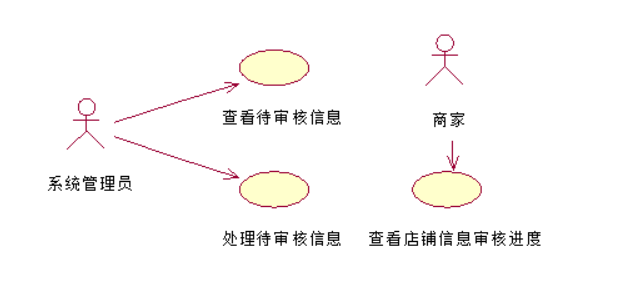 查看待审核信息
商家
系统管理员
处理待审核信息
查看店铺信息审核进度